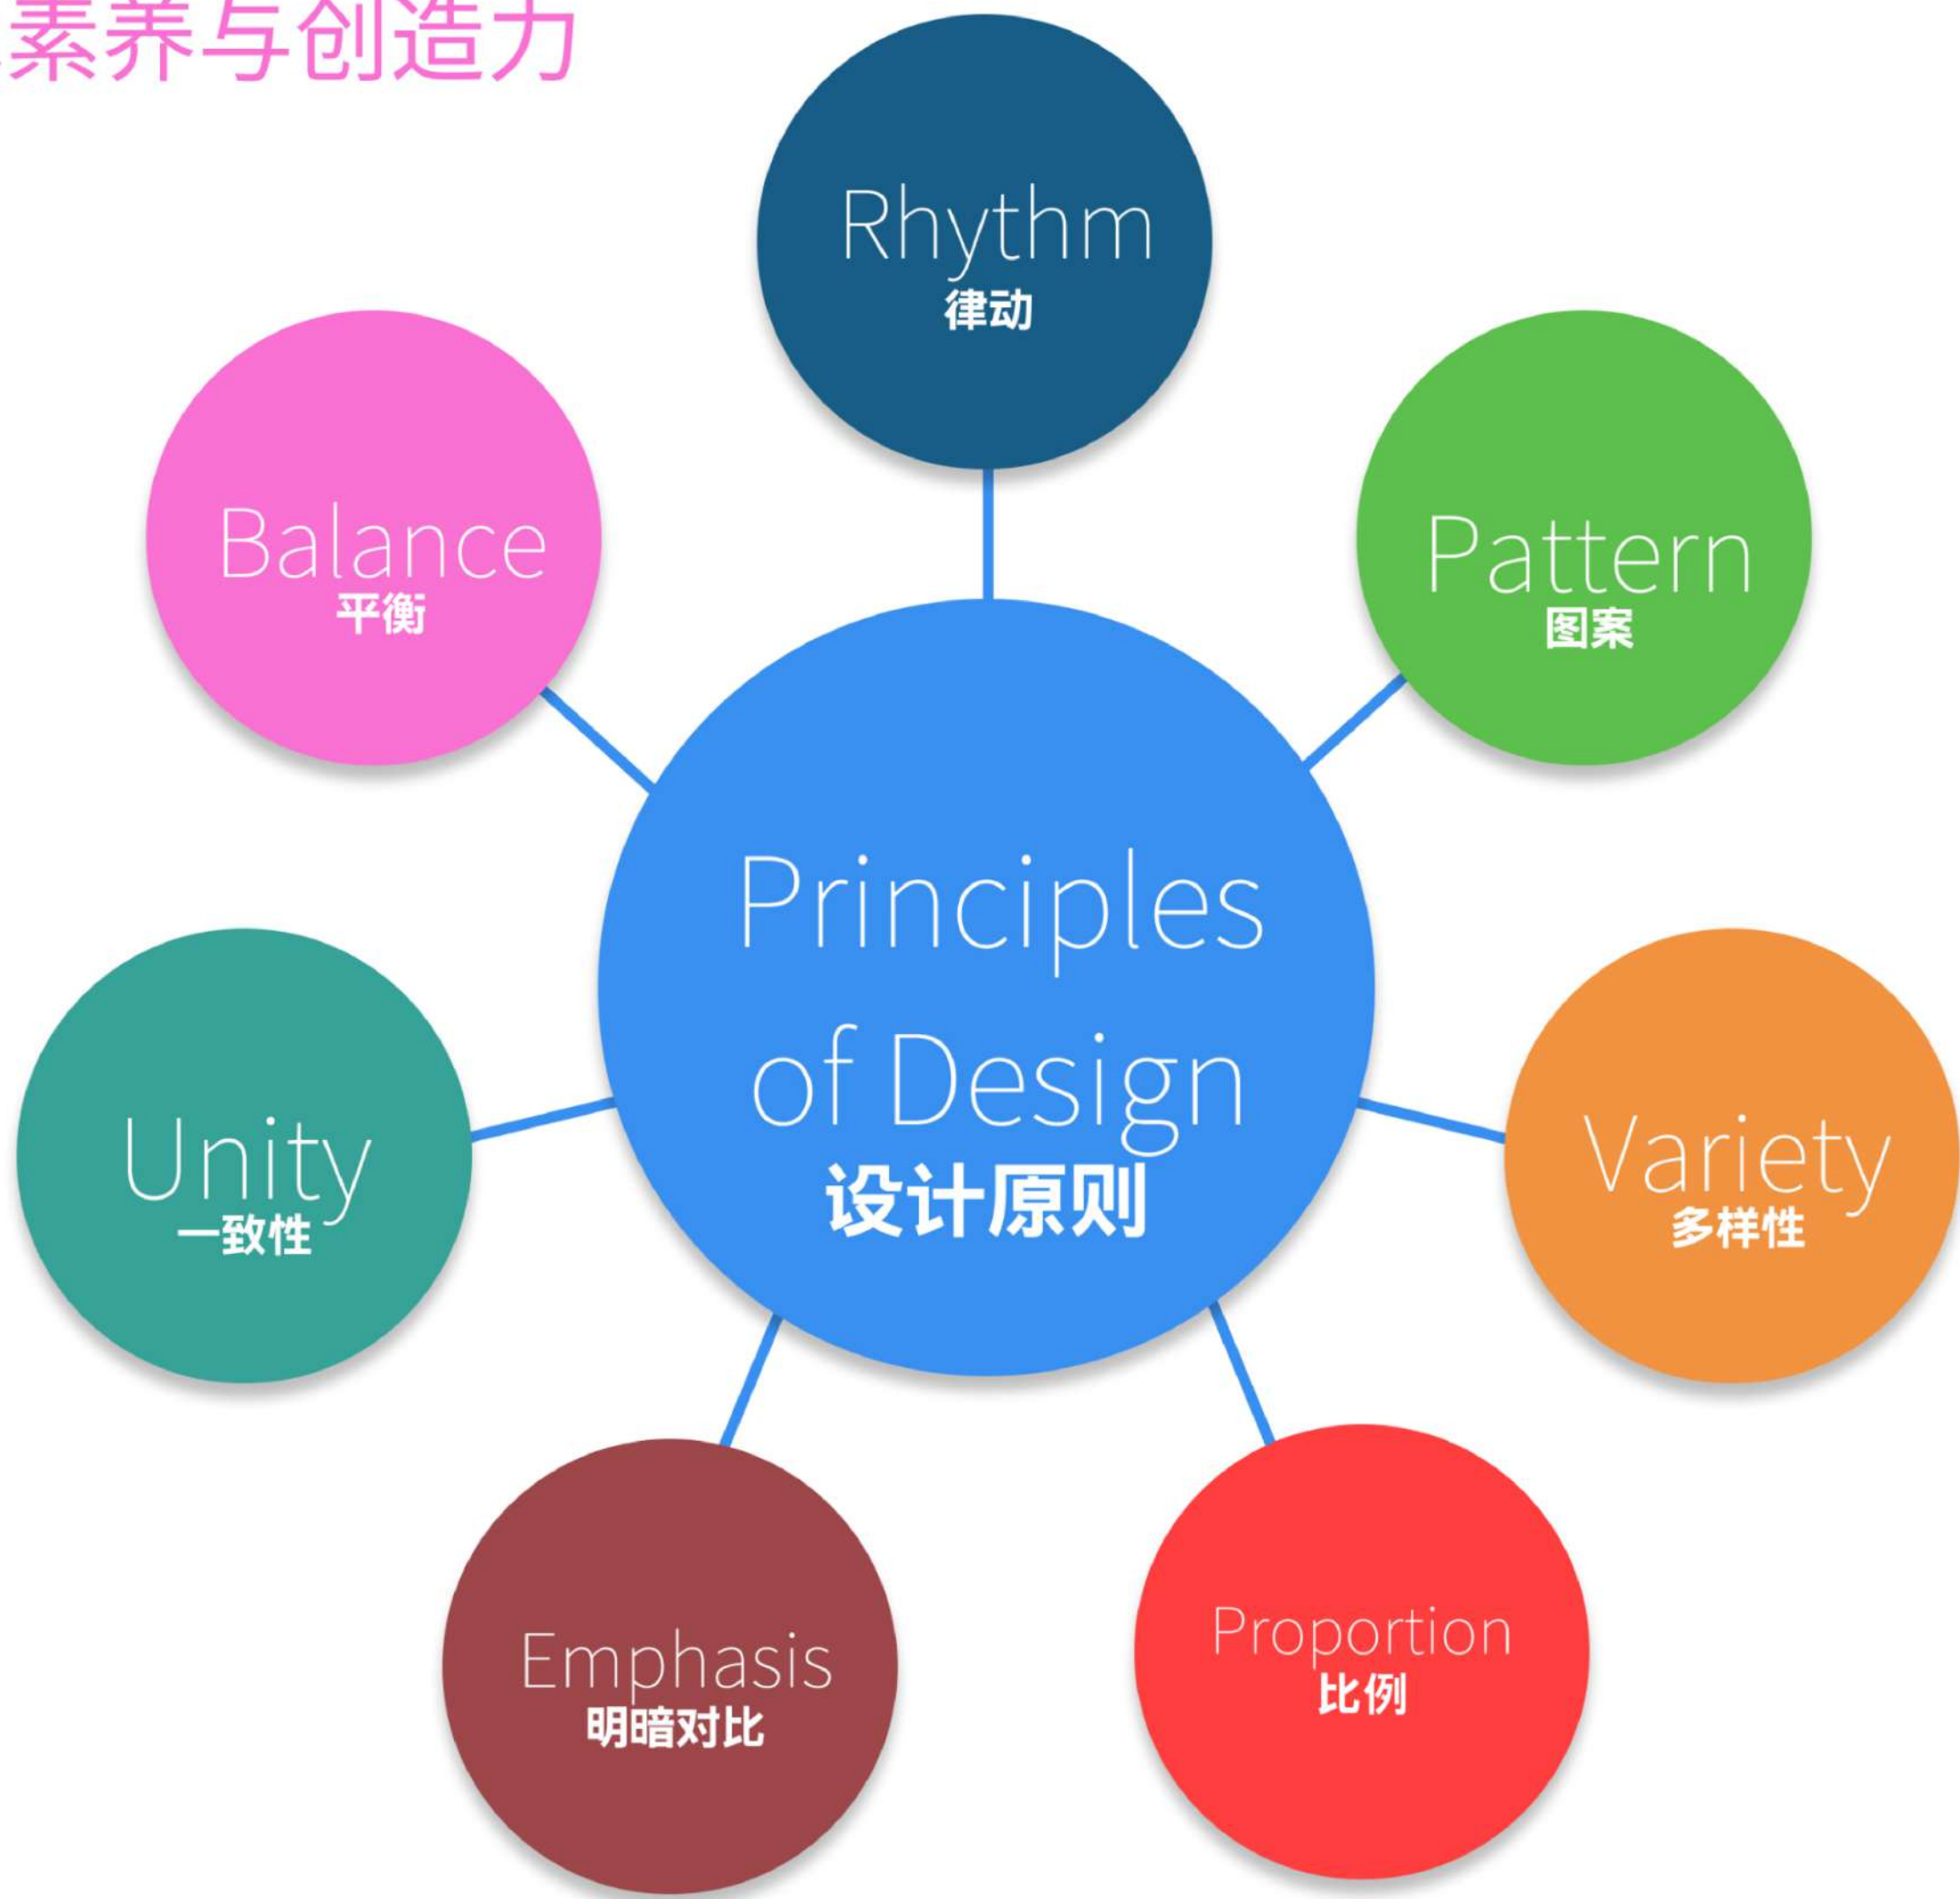 素养与创造力
Rhythm
律动
Balance
平衡
Pattern
图案
Principles
of Design
设计原则
Unity
一致性
Variety
多样性
Emphasis
明暗对比
Proportion
比例